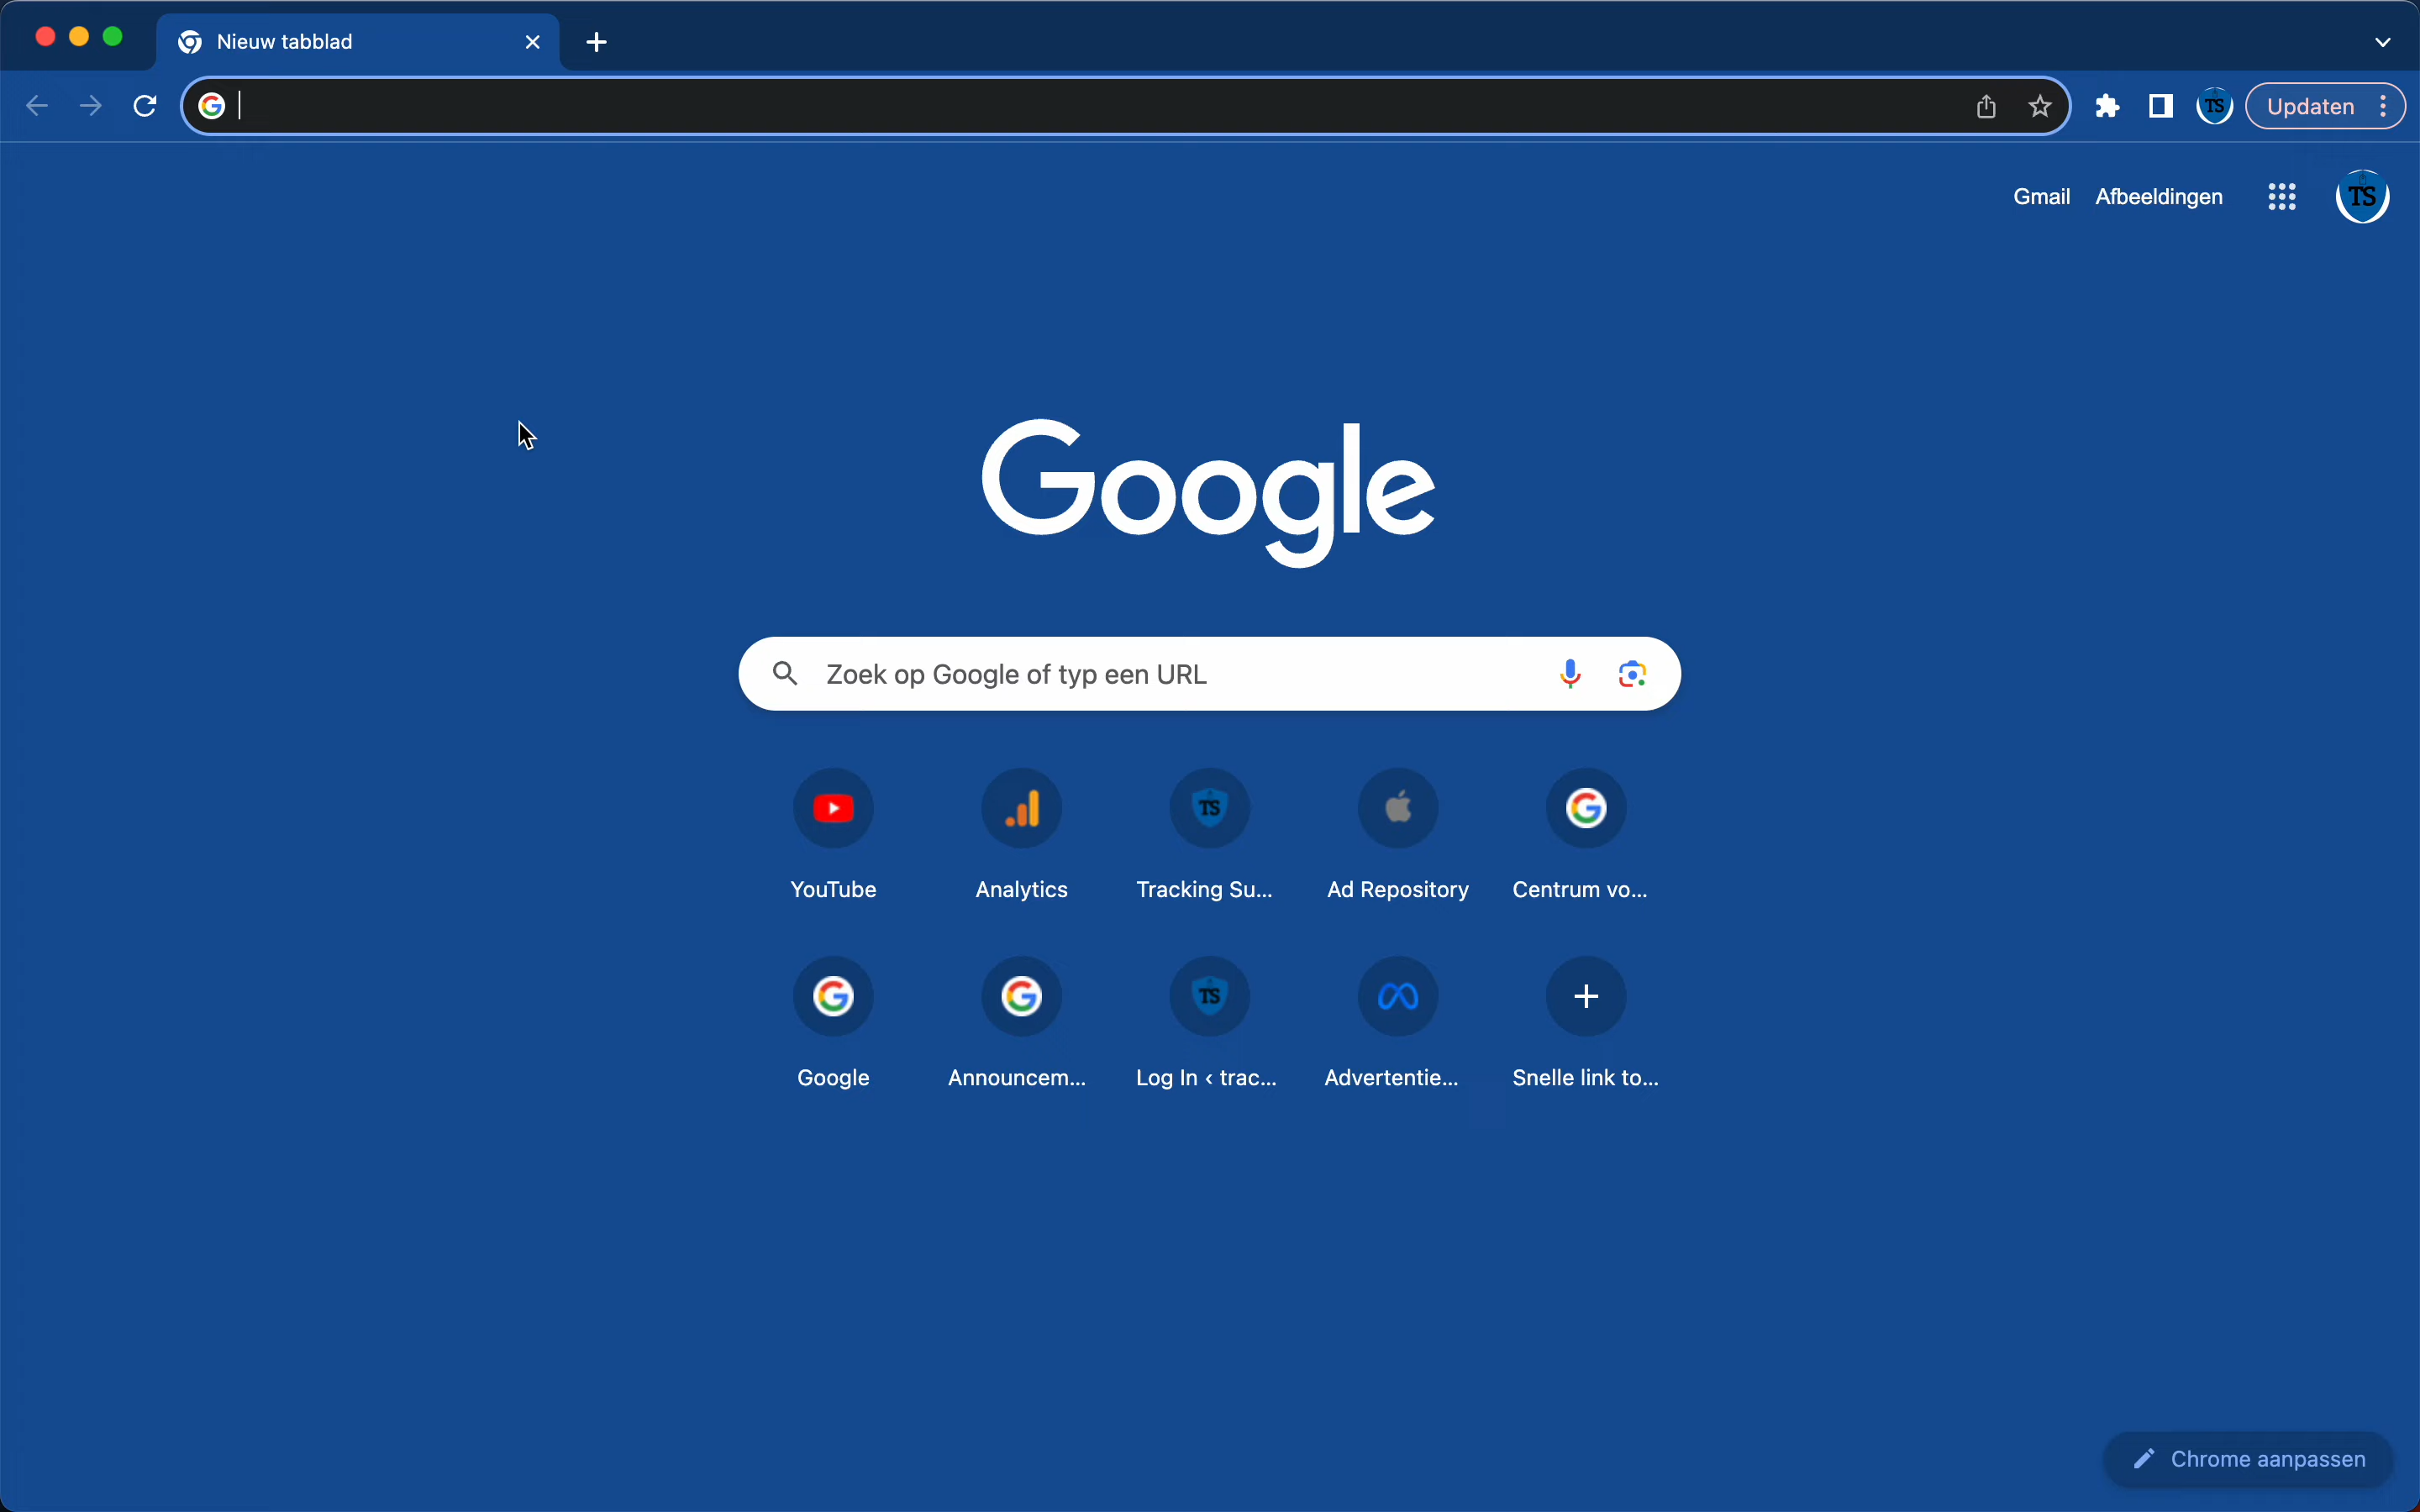 Nieuw tabblad
Updaten
Gmail Afbeeldingen
TS
Google
Zoek op Google of typ een URL
YouTube Analytics Tracking Su... Ad Repository Centrum vo...
Google Announcem... Log In ‹ trac... Advertentie... Snelle link to...
Chrome aanpassen